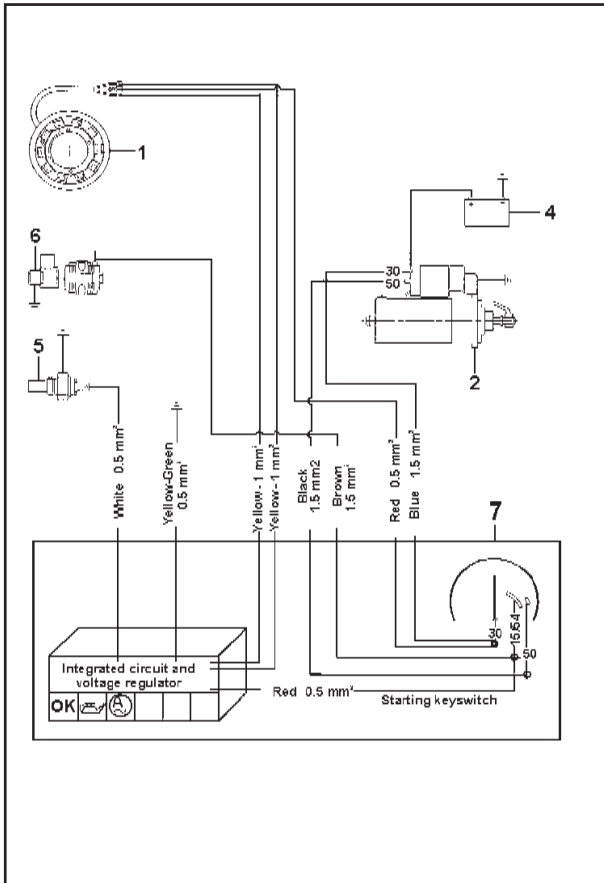 1
4
6
30
50
5
2
White 0.5 mm²
Yellow-Green
0.5 mm²
Yellow - 1 mm²
Yellow - 1 mm²
Black
1.5 mm2
Brown
1.5 mm²
Red 0.5 mm²
Blue 1.5 mm²
7
30
15/54
50
Integrated circuit and
voltage regulator
Red 0.5 mm²
Starting keyswitch
OK
A
+
-